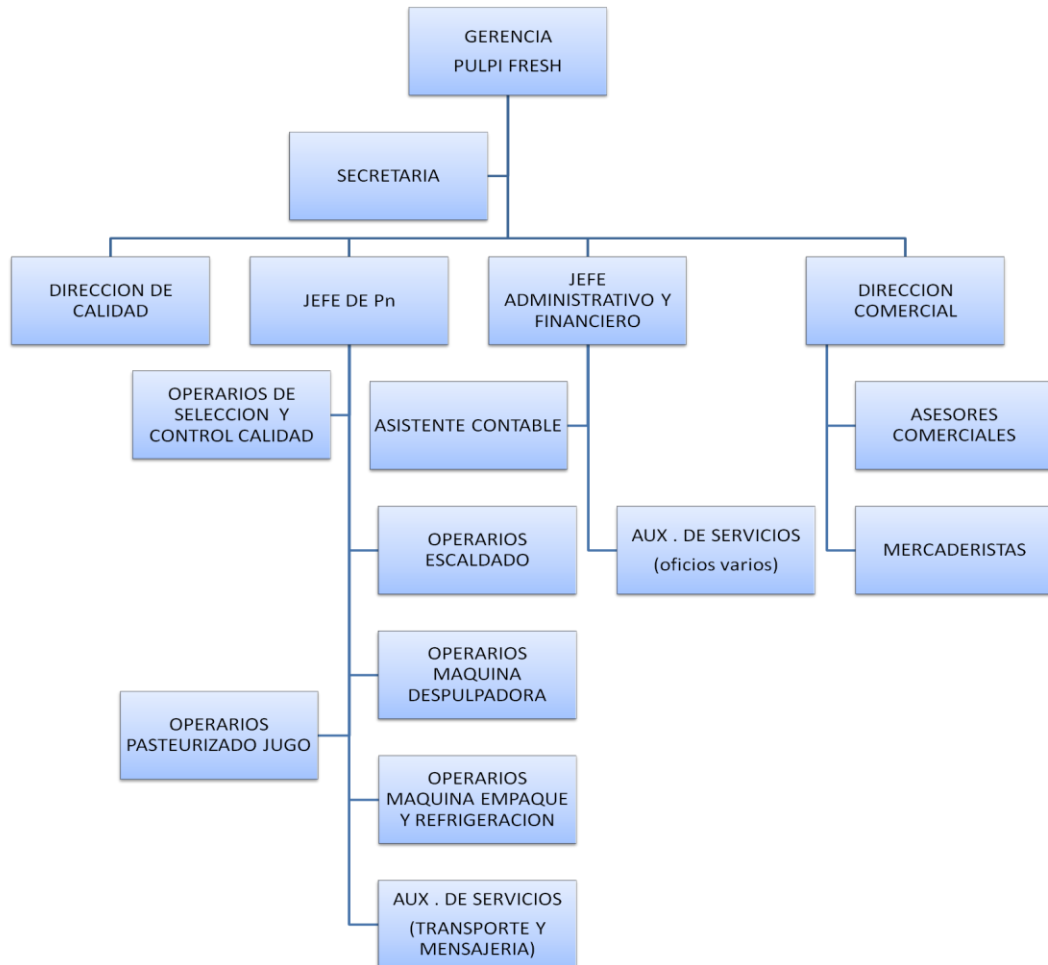 GERENCIA
PULPI FRESH
SECRETARIA
DIRECCION DE
CALIDAD
JEFE DE Pn
JEFE
ADMINISTRATIVO Y
FINANCIERO
DIRECCION
COMERCIAL
OPERARIOS DE
SELECCION Y
CONTROL CALIDAD
ASISTENTE CONTABLE
ASESORES
COMERCIALES
OPERARIOS
ESCALDADO
AUX . DE SERVICIOS
(oficios varios)
MERCADERISTAS
OPERARIOS
MAQUINA
DESPULPADORA
OPERARIOS
PASTEURIZADO JUGO
OPERARIOS
MAQUINA EMPAQUE
Y REFRIGERACION
AUX . DE SERVICIOS
(TRANSPORTE Y
MENSAJERIA)